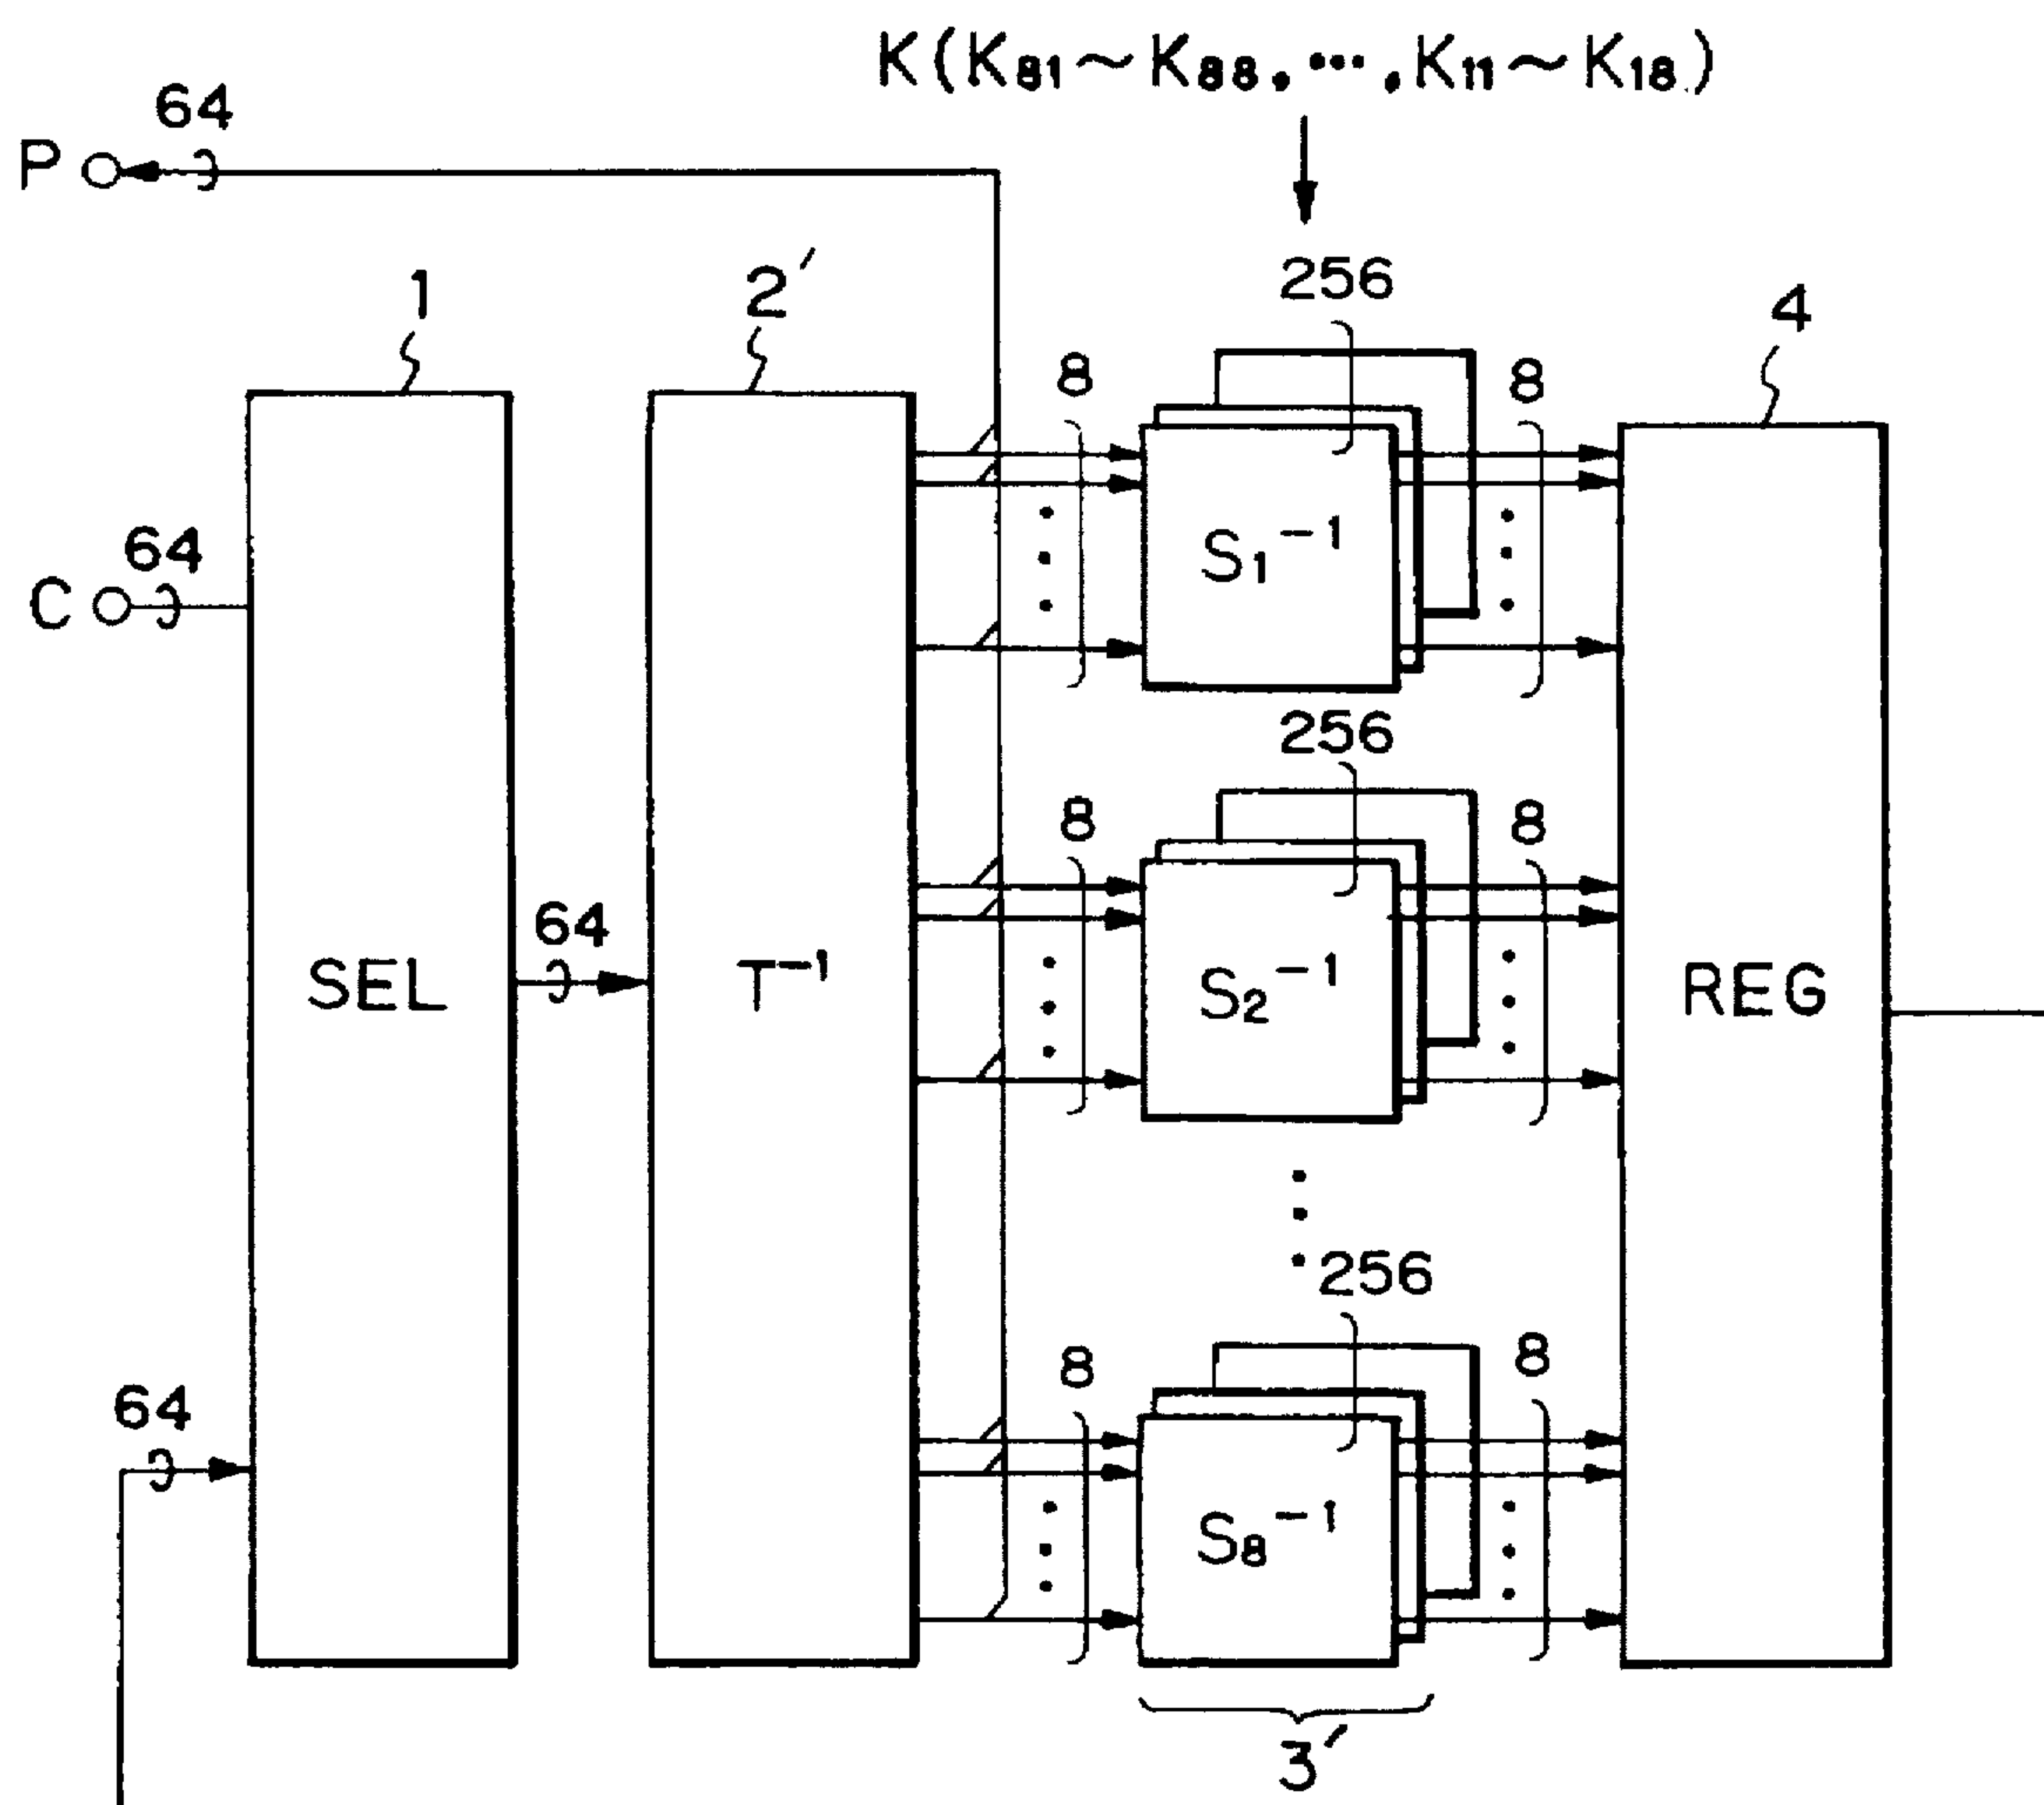 K(K₈₁~K₈₈,···,K₁₁~K₁₈)
64
P
256
1
2′
4
8
8
S₁⁻¹
64
C
256
8
8
64
SEL
T⁻¹
S₂⁻¹
REG
256
8
8
64
S₈⁻¹
3′